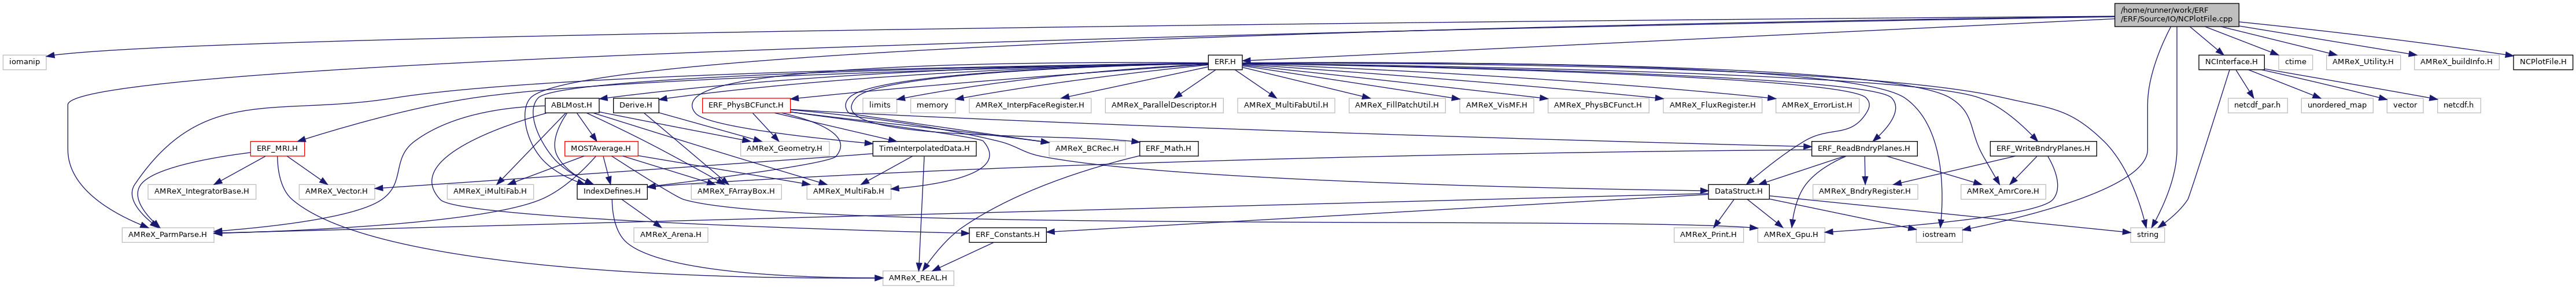 /home/runner/work/ERF
/ERF/Source/IO/NCPlotFile.cpp
iomanip
ERF.H
NCInterface.H
ctime
AMReX_Utility.H
AMReX_buildInfo.H
NCPlotFile.H
ABLMost.H
Derive.H
ERF_PhysBCFunct.H
limits
memory
AMReX_InterpFaceRegister.H
AMReX_ParallelDescriptor.H
AMReX_MultiFabUtil.H
AMReX_FillPatchUtil.H
AMReX_VisMF.H
AMReX_PhysBCFunct.H
AMReX_FluxRegister.H
AMReX_ErrorList.H
netcdf_par.h
unordered_map
vector
netcdf.h
ERF_MRI.H
MOSTAverage.H
AMReX_Geometry.H
TimeInterpolatedData.H
AMReX_BCRec.H
ERF_Math.H
ERF_ReadBndryPlanes.H
ERF_WriteBndryPlanes.H
AMReX_IntegratorBase.H
AMReX_Vector.H
AMReX_iMultiFab.H
IndexDefines.H
AMReX_FArrayBox.H
AMReX_MultiFab.H
DataStruct.H
AMReX_BndryRegister.H
AMReX_AmrCore.H
AMReX_ParmParse.H
AMReX_Arena.H
ERF_Constants.H
AMReX_Print.H
AMReX_Gpu.H
iostream
string
AMReX_REAL.H